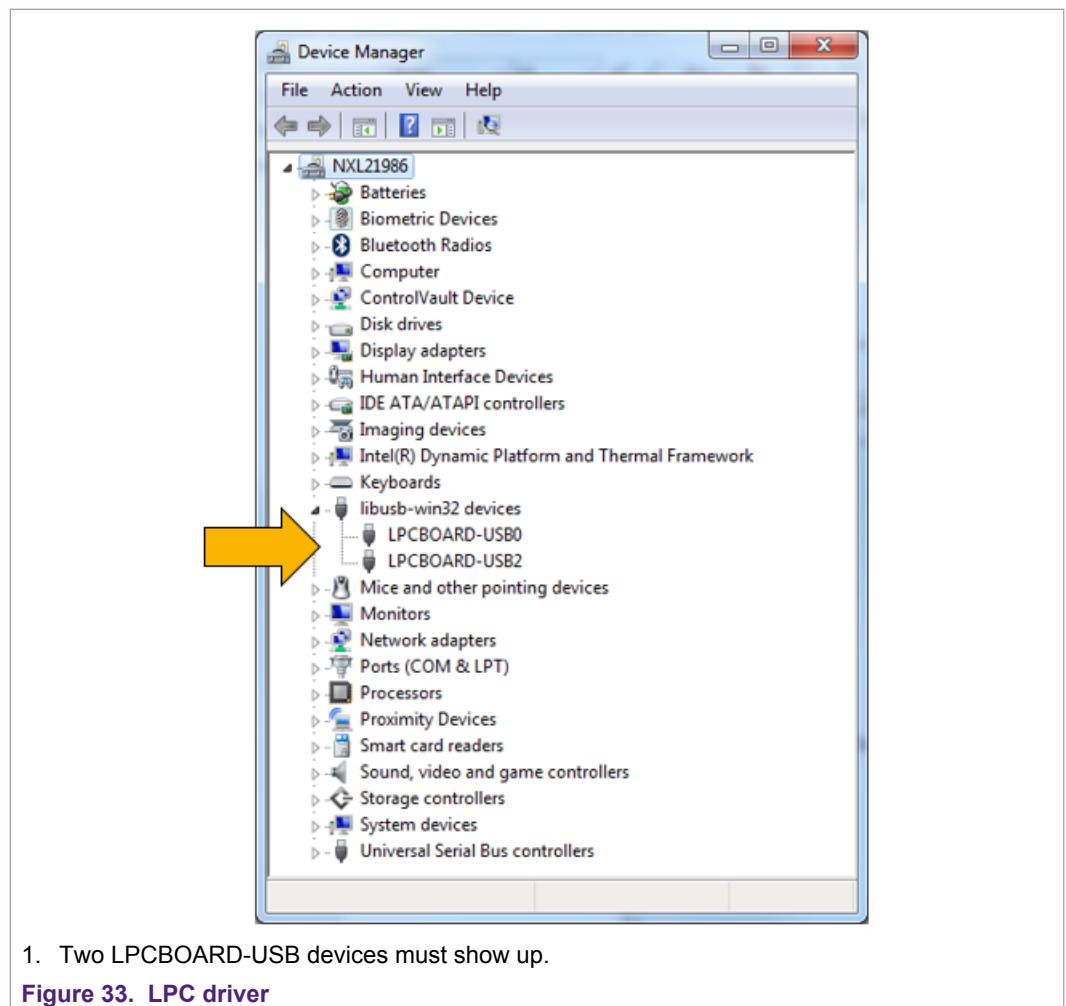 Device Manager
File Action View Help
NXL21986
Batteries
Biometric Devices
Bluetooth Radios
Computer
ControlVault Device
Disk drives
Display adapters
Human Interface Devices
IDE ATA/ATAPI controllers
Imaging devices
Intel(R) Dynamic Platform and Thermal Framework
Keyboards
libusb-win32 devices
LPCBOARD-USB0
LPCBOARD-USB2
Mice and other pointing devices
Monitors
Network adapters
Ports (COM & LPT)
Processors
Proximity Devices
Smart card readers
Sound, video and game controllers
Storage controllers
System devices
Universal Serial Bus controllers
1. Two LPCBOARD-USB devices must show up.
Figure 33. LPC driver